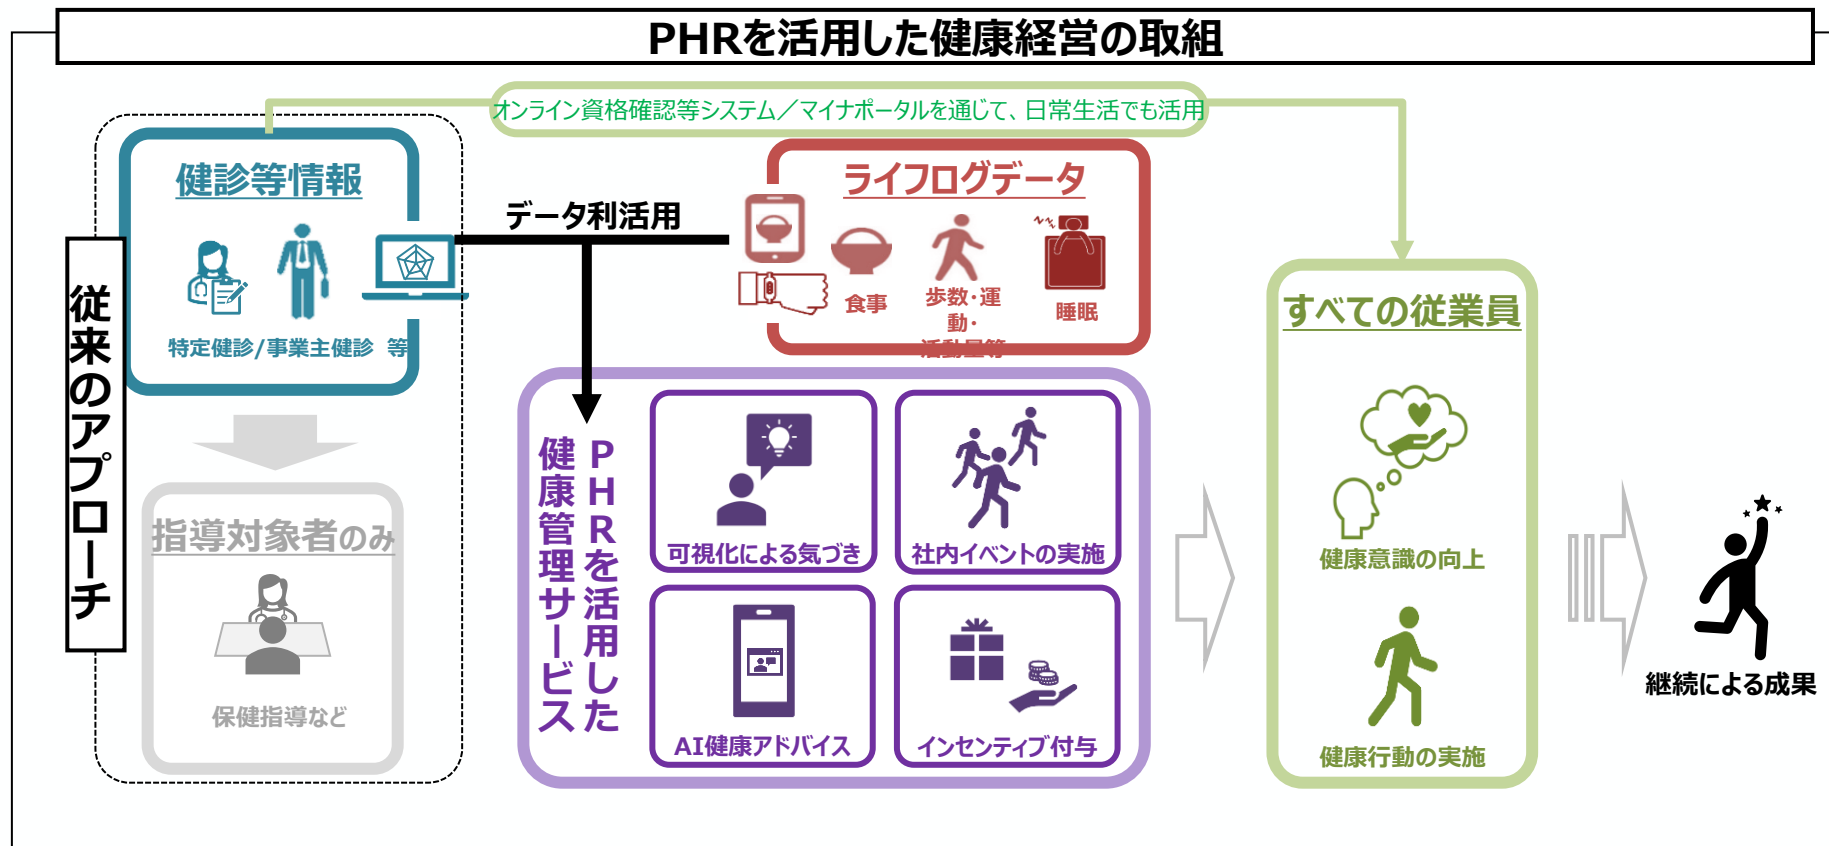 PHRを活用した健康経営の取組
オンライン資格確認等システム／マイナポータルを通じて、日常生活でも活用
従来のアプローチ
健診等情報
特定健診/事業主健診 等
指導対象者のみ
保健指導など
データ利活用
ライフログデータ
食事
歩数･運
動･
活動量等
睡眠
PHRを活用した
健康管理サービス
可視化による気づき
社内イベントの実施
AI健康アドバイス
インセンティブ付与
すべての従業員
健康意識の向上
健康行動の実施
継続による成果